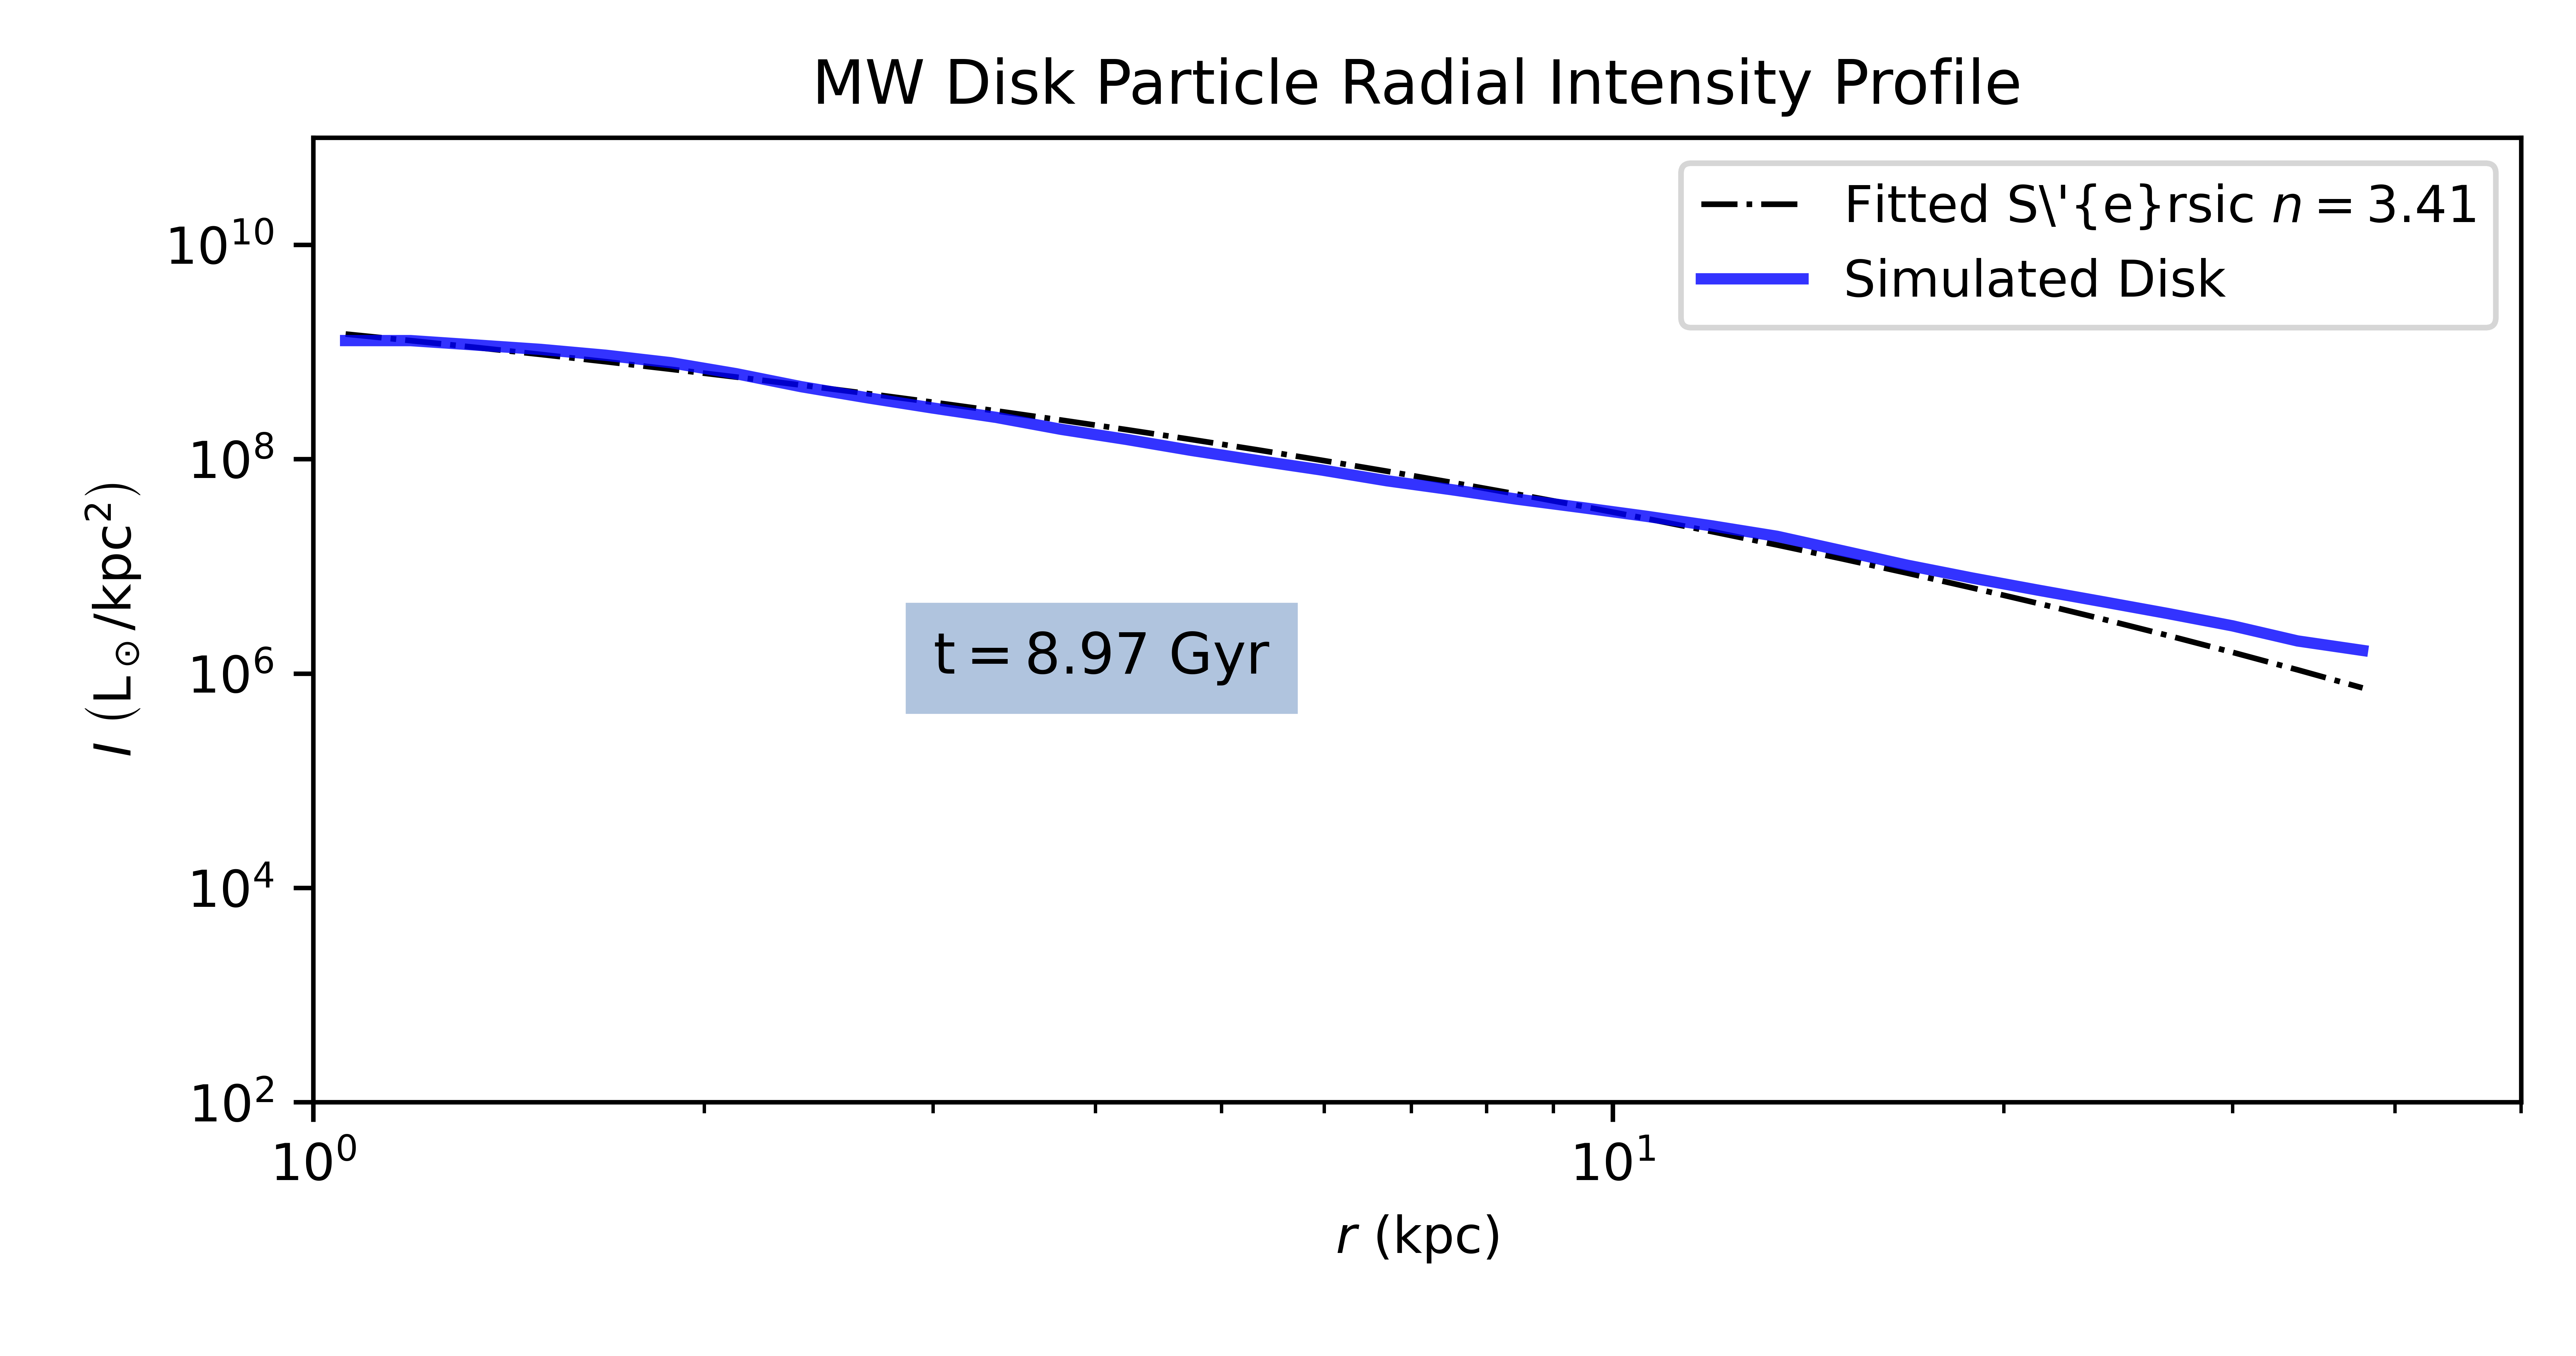 MW Disk Particle Radial Intensity Profile
Fitted S\'{e}rsic n = 3.41
Simulated Disk
10¹⁰
10⁸
10⁶
10⁴
10²
I (L☉/kpc²)
t = 8.97 Gyr
10⁰
10¹
r (kpc)